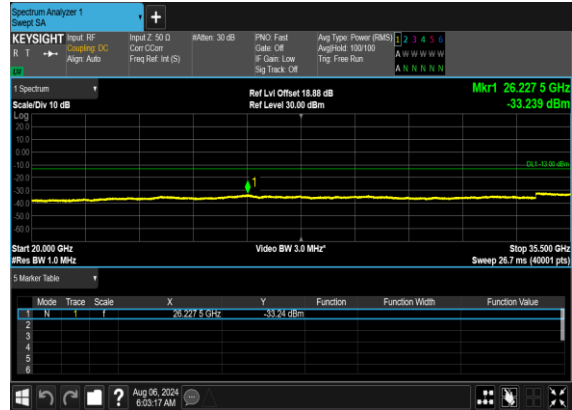 Spectrum Analyzer 1
Swept SA
+
KEYSIGHT Input: RF Input Z: 50 Ω #Atten: 30 dB PNO: Fast Avg Type: Power (RMS) 1 2 3 4 5 6
R T Coupling: DC Corr CCorr Gate: Off Avg|Hold: 100/100 A W W W W W
Align: Auto Freq Ref: Int (S) IF Gain: Low Trig: Free Run
Sig Track: Off A N N N N N
1 Spectrum Ref Lvl Offset 18.88 dB Mkr1 26.227 5 GHz
Scale/Div 10 dB Ref Level 30.00 dBm -33.239 dBm
Log
20.0
10.0
0.00
-10.0 DL1 -13.00 dBm
-20.0
-30.0 1
-40.0
-50.0
-60.0
Start 20.000 GHz Video BW 3.0 MHz* Stop 35.500 GHz
#Res BW 1.0 MHz Sweep 26.7 ms (40001 pts)
5 Marker Table
Mode Trace Scale X Y Function Function Width Function Value
1 N 1 f 26.227 5 GHz -33.24 dBm
2
3
4
5
6
? Aug 06, 2024
6:03:17 AM